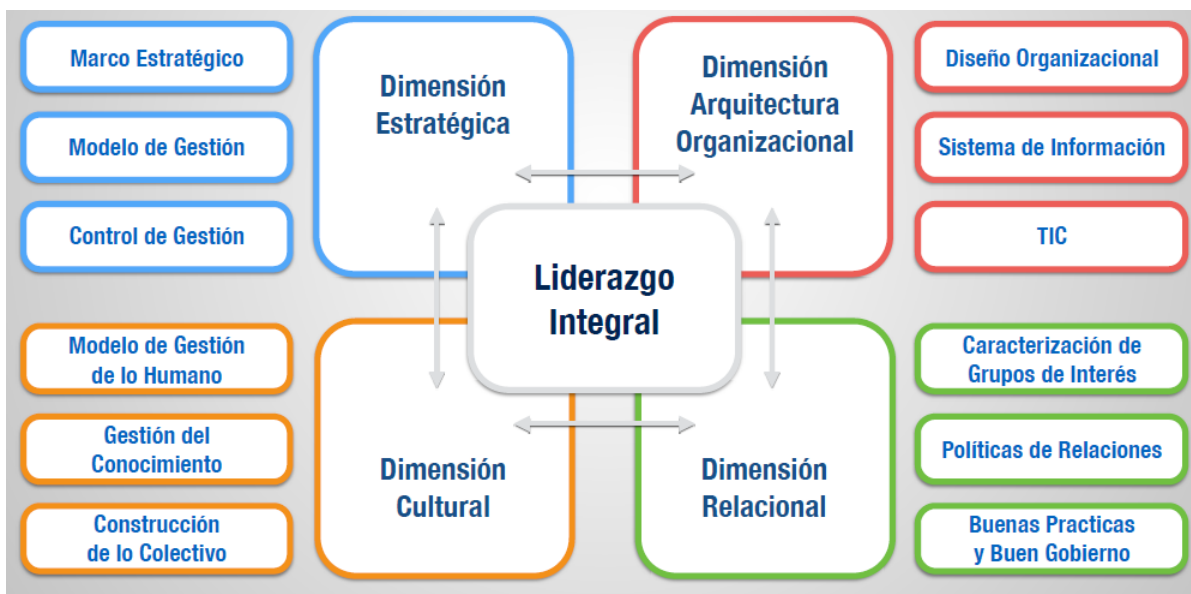 Marco Estratégico
Modelo de Gestión
Control de Gestión
Dimensión
Estratégica
Dimensión
Arquitectura
Organizacional
Diseño Organizacional
Sistema de Información
TIC
Liderazgo
Integral
Modelo de Gestión
de lo Humano
Gestión del
Conocimiento
Construcción
de lo Colectivo
Dimensión
Cultural
Dimensión
Relacional
Caracterización de
Grupos de Interés
Políticas de Relaciones
Buenas Practicas
y Buen Gobierno